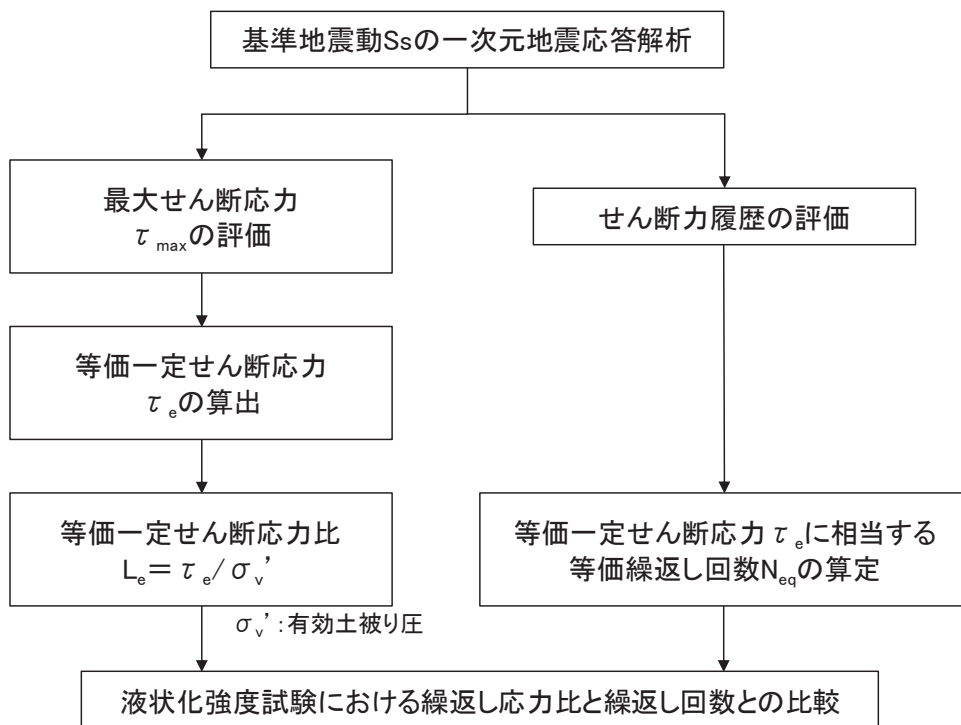 基準地震動Ssの一次元地震応答解析
最大せん断応力
τmaxの評価
せん断力履歴の評価
等価一定せん断応力
τeの算出
等価一定せん断応力比
Le＝τe/σv’
等価一定せん断応力τeに相当する
等価繰返し回数Neqの算定
σv’：有効土被り圧
液状化強度試験における繰返し応力比と繰返し回数との比較